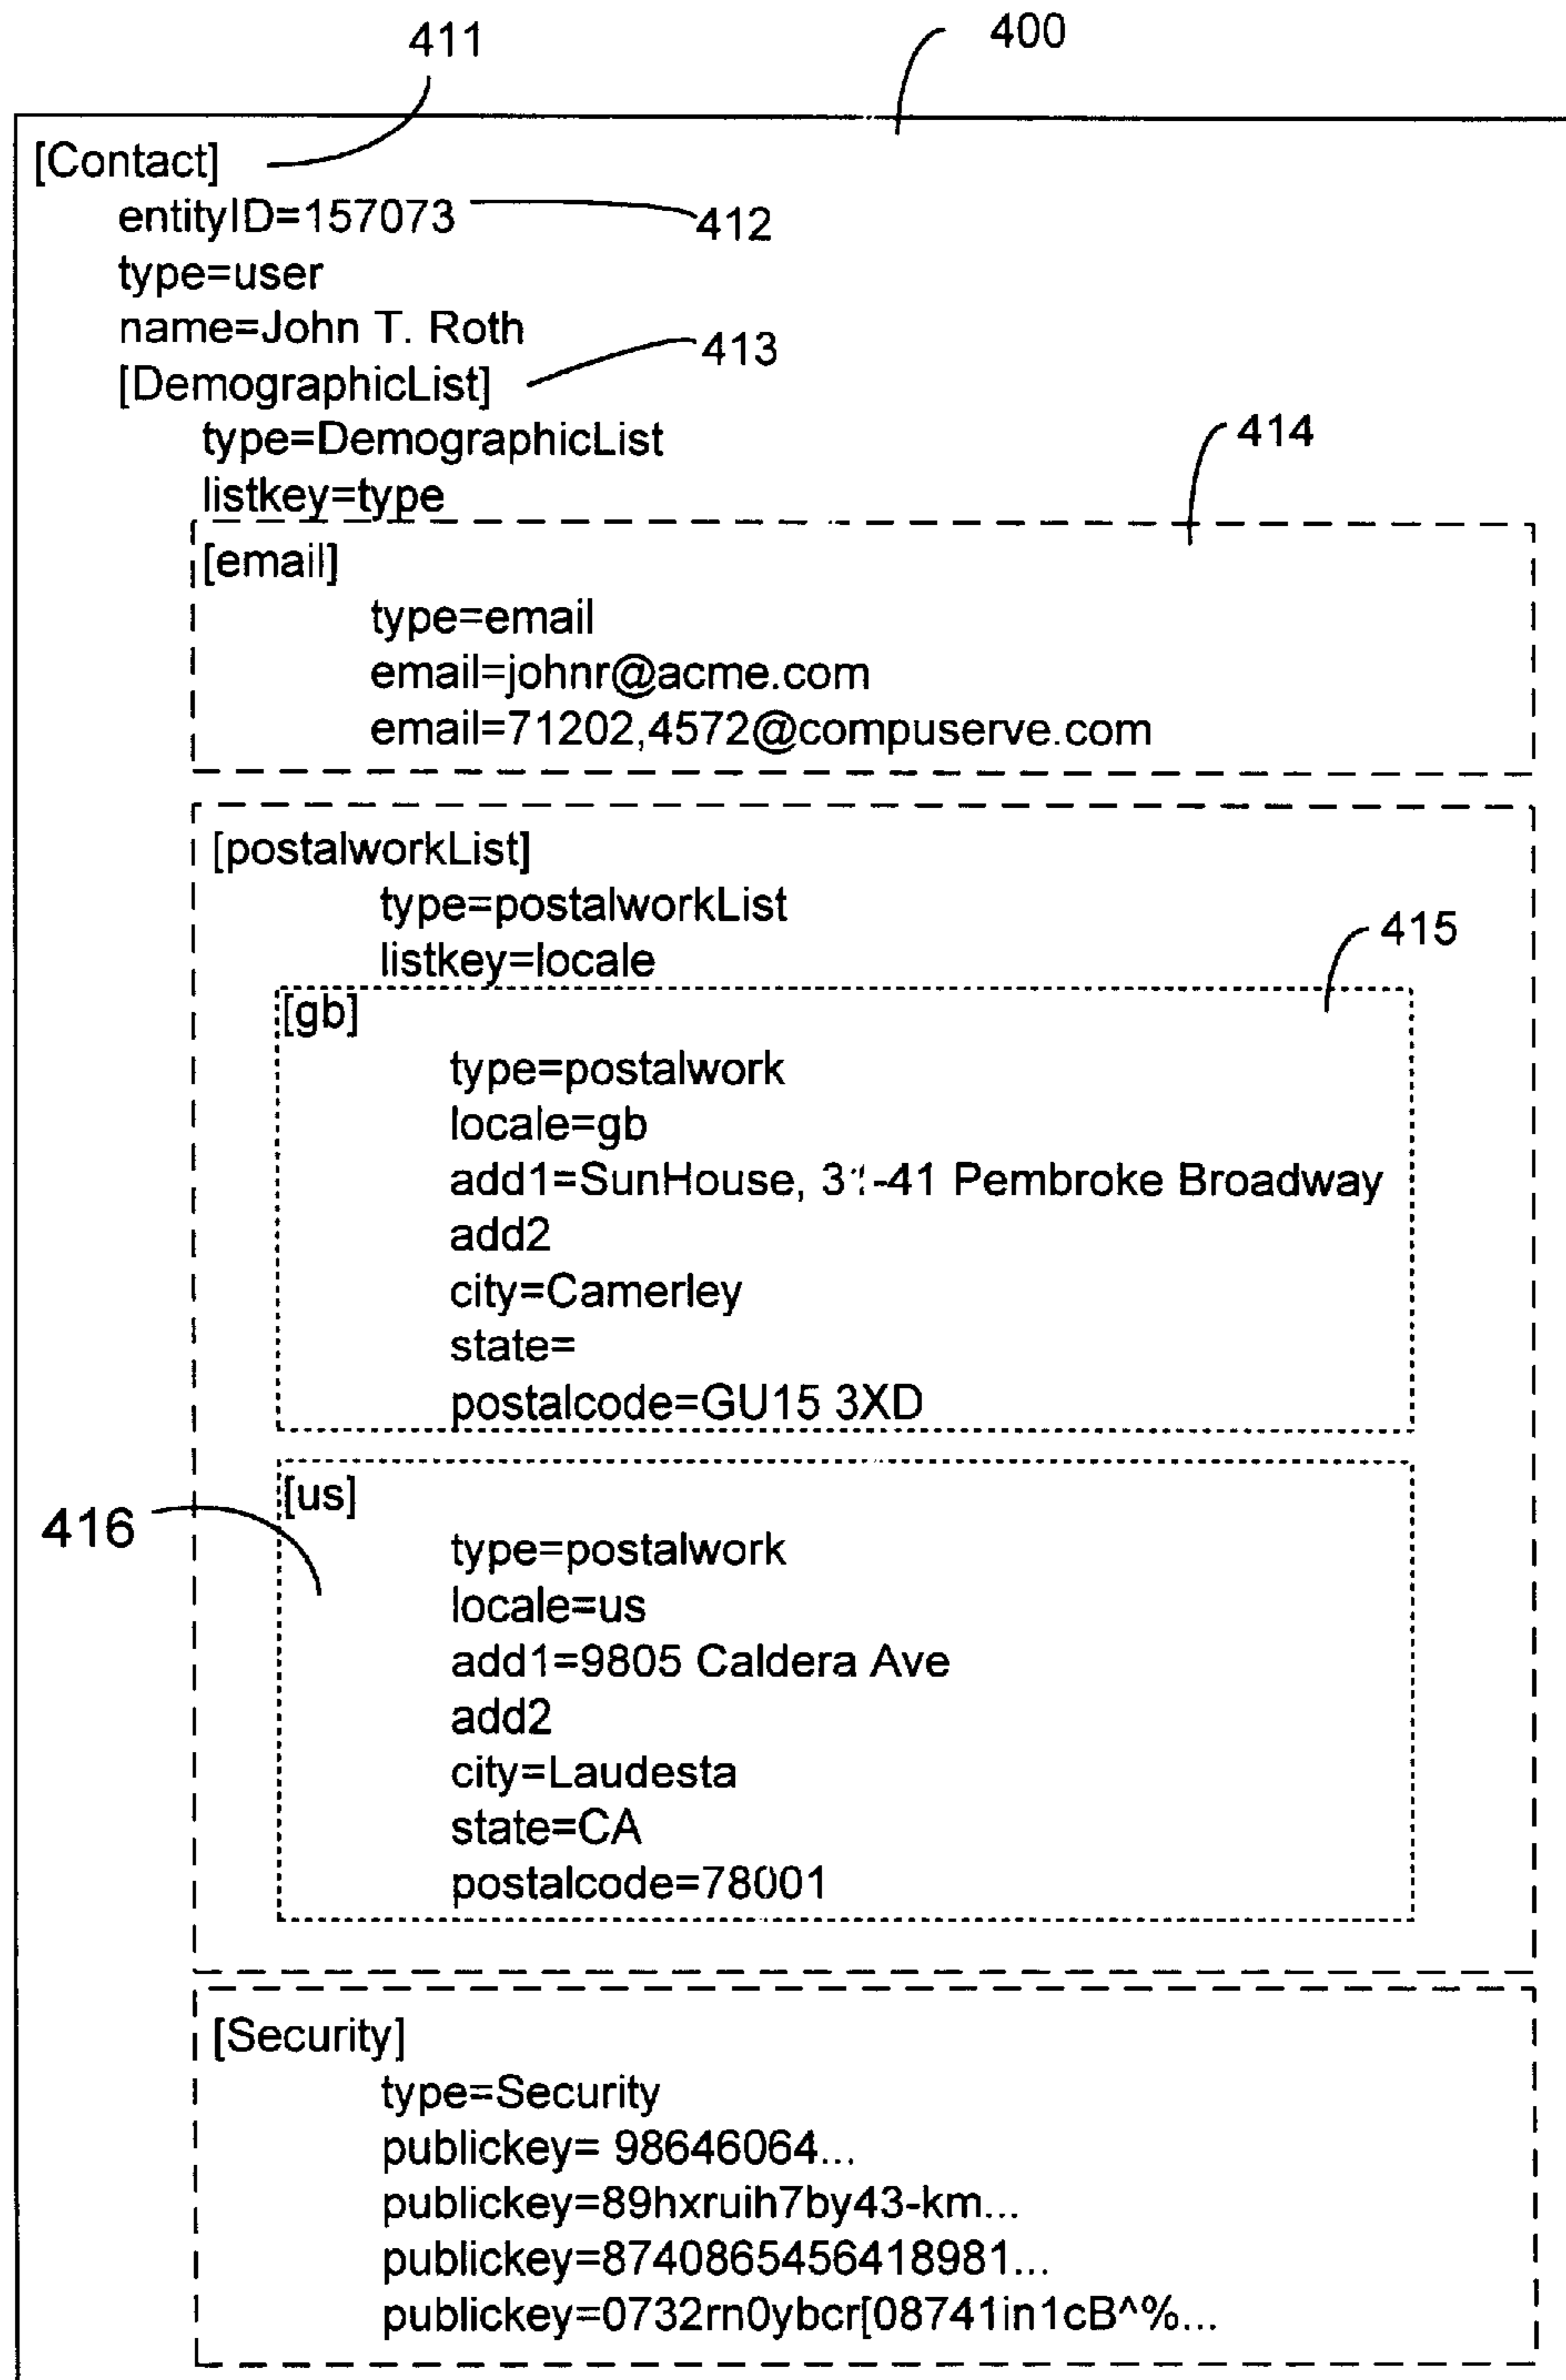 411
400
[Contact]
entityID=157073
412
type=user
name=John T. Roth
413
[DemographicList]
type=DemographicList
414
listkey=type
[email]
type=email
email=johnr@acme.com
email=71202,4572@compuserve.com
[postalworkList]
type=postalworkList
415
listkey=locale
[gb]
type=postalwork
locale=gb
add1=SunHouse, Pembroke Broadway
add2
city=Camerley
state=
postalcode=GU15 3XD
[us]
416
type=postalwork
locale=us
add1=9805 Caldera Ave
add2
city=Laudesta
state=CA
postalcode=78001
[Security]
type=Security
publickey= 98646064...
publickey=89hxruih7by43-km...
publickey=8740865456418981...
publickey=0732rn0ybcr[08741in1cB^%...